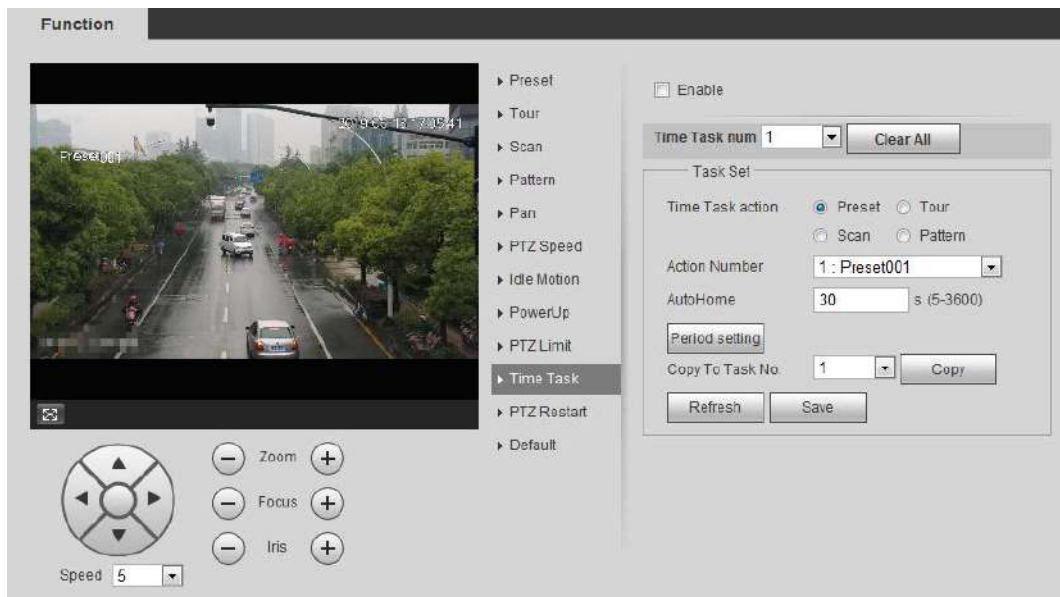 Function
Preset001
Preset
Tour
Scan
Pattern
Pan
PTZ Speed
Idle Motion
PowerUp
PTZ Limit
Time Task
PTZ Restart
Default
Zoom
Focus
Iris
Speed 5
Enable
Time Task num 1 Clear All
Task Set
Time Task action Preset Tour
Scan Pattern
Action Number 1 : Preset001
AutoHome 30 s (5-3600)
Period setting
Copy To Task No. 1 Copy
Refresh Save